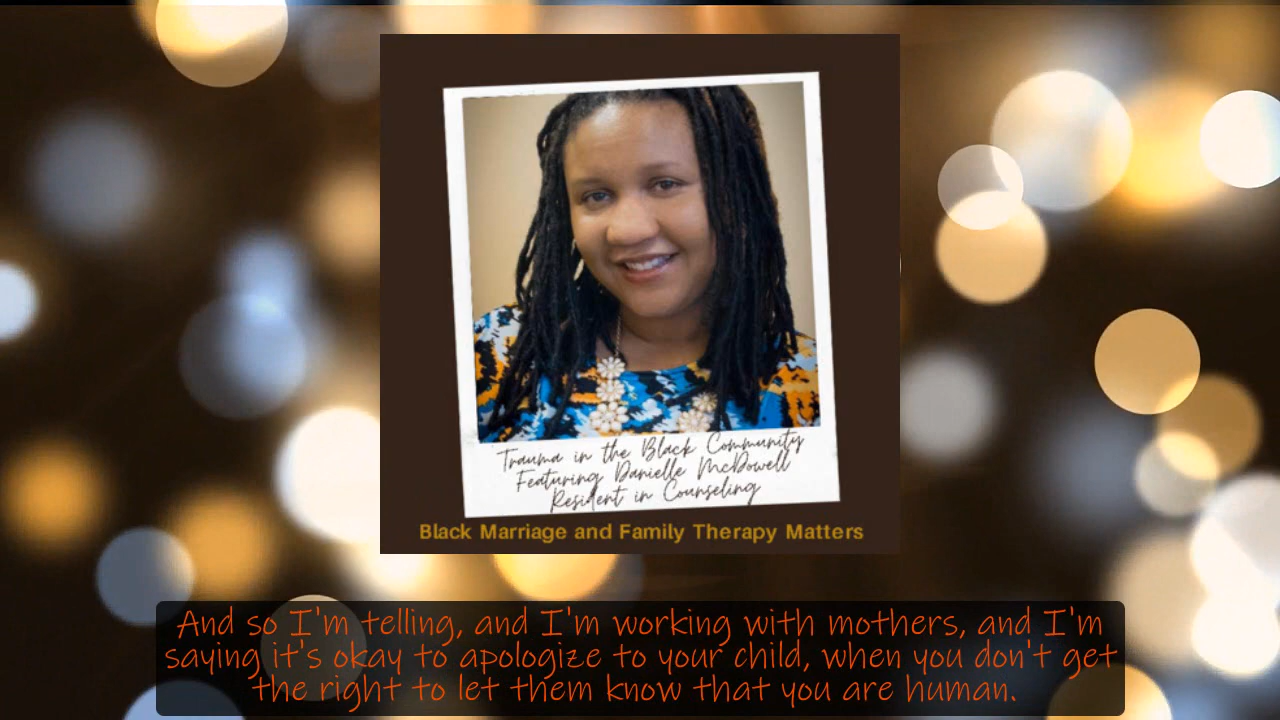 Trauma in the Black Community
Featuring Danielle McDowell
Resident in Counseling
Black Marriage and Family Therapy Matters
And so I'm telling, and I'm working with mothers, and I'm
saying it's okay to apologize to your child, when you don't get
the right to let them know that you are human.